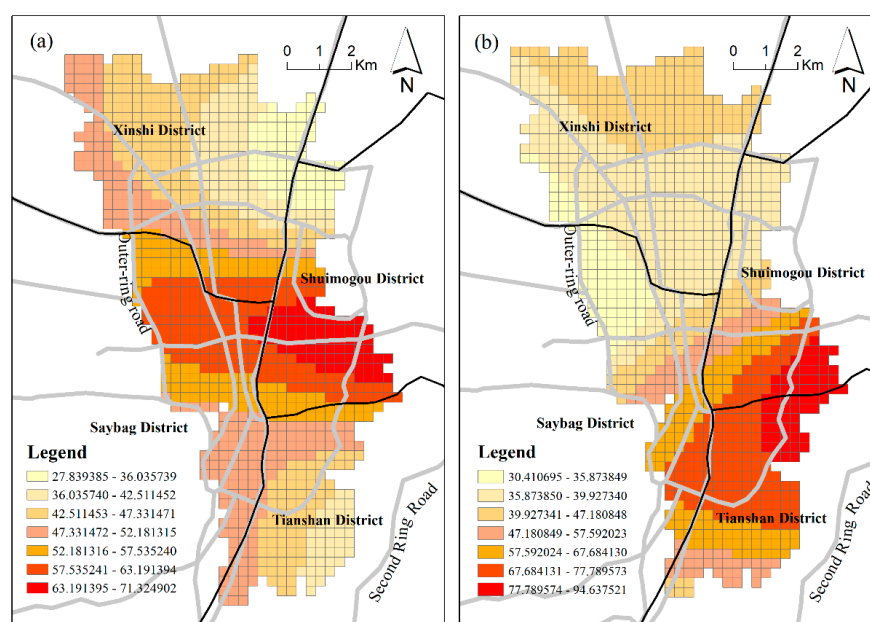 (a)
0 1 2
Km
N
Xinshi District
Outer-ring road
Shuimogou District
Saybag District
Tianshan District
Second Ring Road
Legend
27.839385 - 36.035739
36.035740 - 42.511452
42.511453 - 47.331471
47.331472 - 52.181315
52.181316 - 57.535240
57.535241 - 63.191394
63.191395 - 71.324902
(b)
0 1 2
Km
N
Xinshi District
Outer-ring road
Shuimogou District
Saybag District
Tianshan District
Second Ring Road
Legend
30.410695 - 35.873849
35.873850 - 39.927340
39.927341 - 47.180848
47.180849 - 57.592023
57.592024 - 67.684130
67.684131 - 77.789573
77.789574 - 94.637521